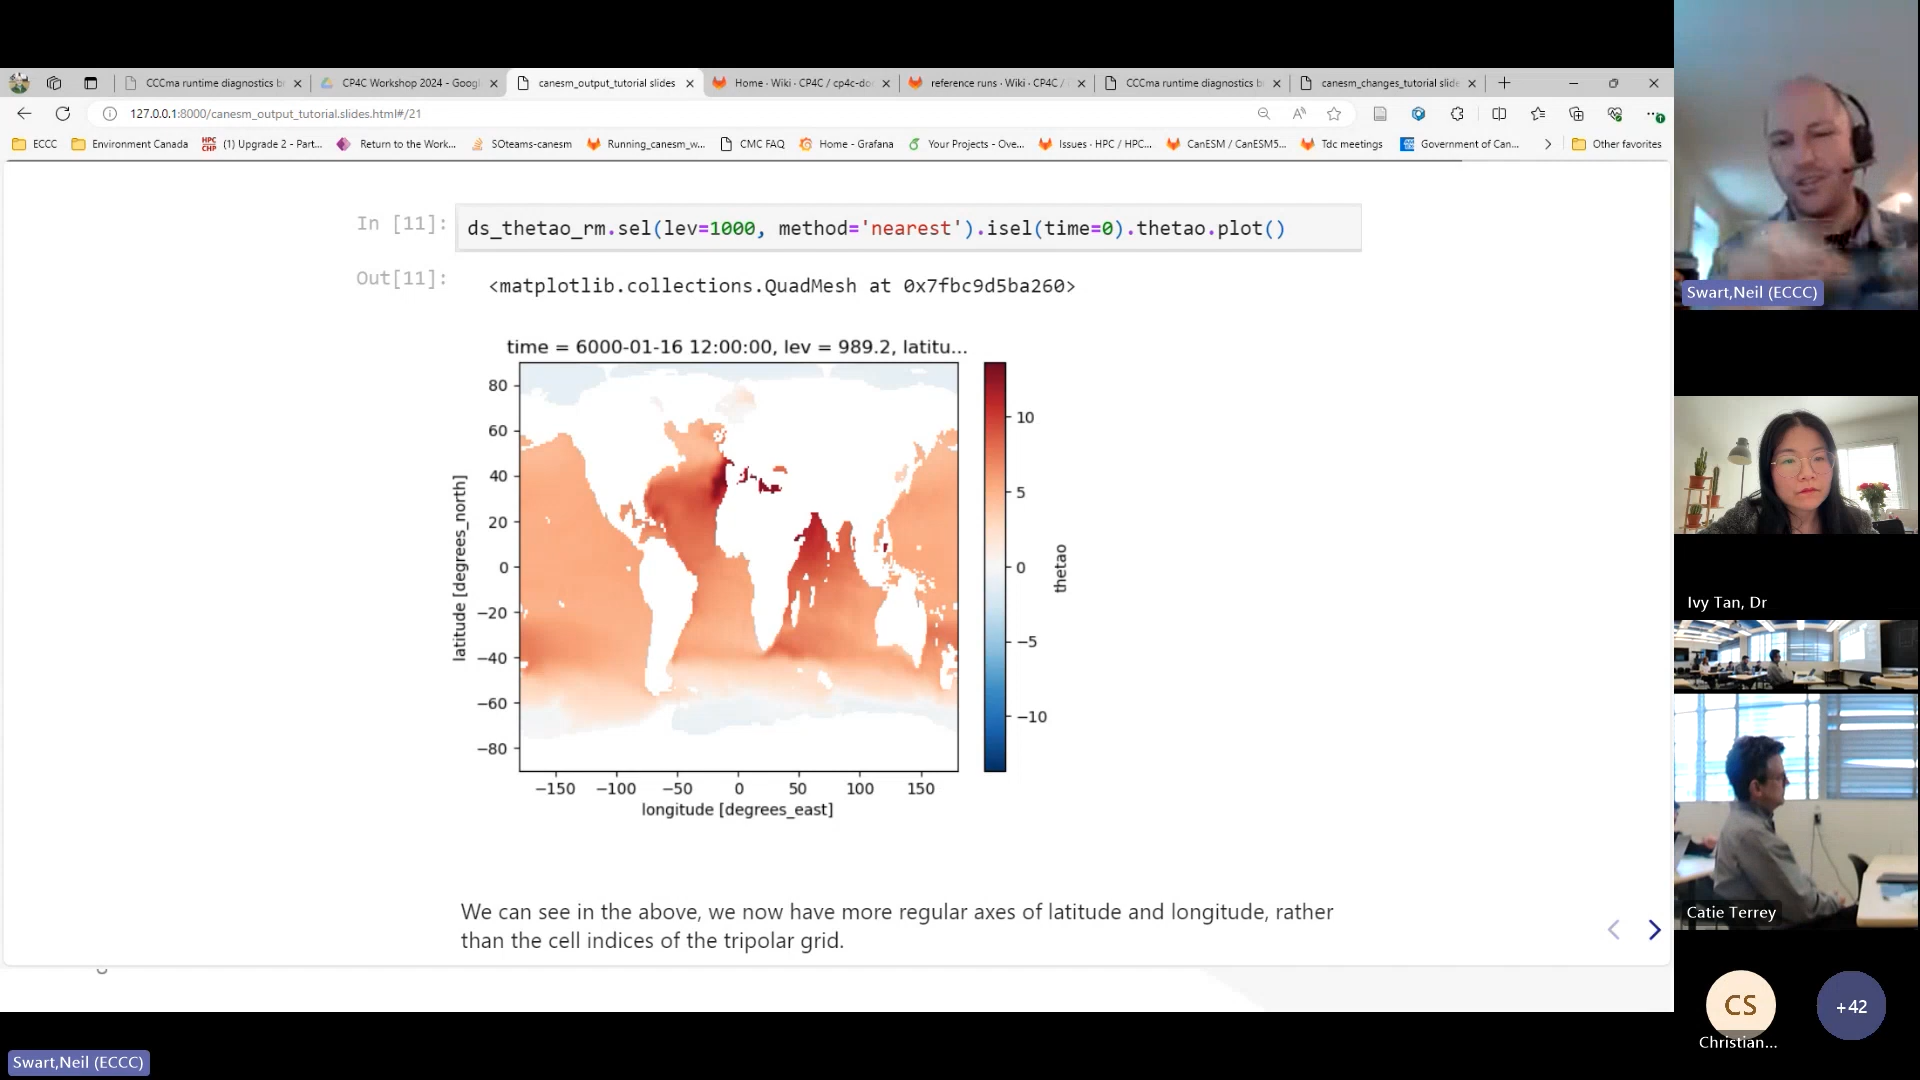 CCCma runtime diagnostics b
CP4C Workshop 2024 - Googl
canesm_output_tutorial slides
Home · Wiki · CP4C / cp4c-do
reference runs · Wiki · CP4C /
CCCma runtime diagnostics b
canesm_changes_tutorial slide
127.0.0.1:8000/canesm_output_tutorial.slides.html#/21
ECCC
Environment Canada
HPC
CHP
(1) Upgrade 2 - Part...
Return to the Work...
SOteams-canesm
Running_canesm_w...
CMC FAQ
Home - Grafana
Your Projects - Ove...
Issues · HPC / HPC...
CanESM / CanESM5...
Tdc meetings
Government of Can...
Other favorites
In [11]:
ds_thetao_rm.sel(lev=1000, method='nearest').isel(time=0).thetao.plot()
Out[11]:
<matplotlib.collections.QuadMesh at 0x7fbc9d5ba260>
time = 6000-01-16 12:00:00, lev = 989.2, latitu...
80
60
40
20
0
−20
−40
−60
−80
latitude [degrees_north]
−150 −100 −50 0 50 100 150
longitude [degrees_east]
10
5
0
−5
−10
thetao
We can see in the above, we now have more regular axes of latitude and longitude, rather
than the cell indices of the tripolar grid.
Swart,Neil (ECCC)
Ivy Tan, Dr
Catie Terrey
CS
Christian...
+42
Swart,Neil (ECCC)